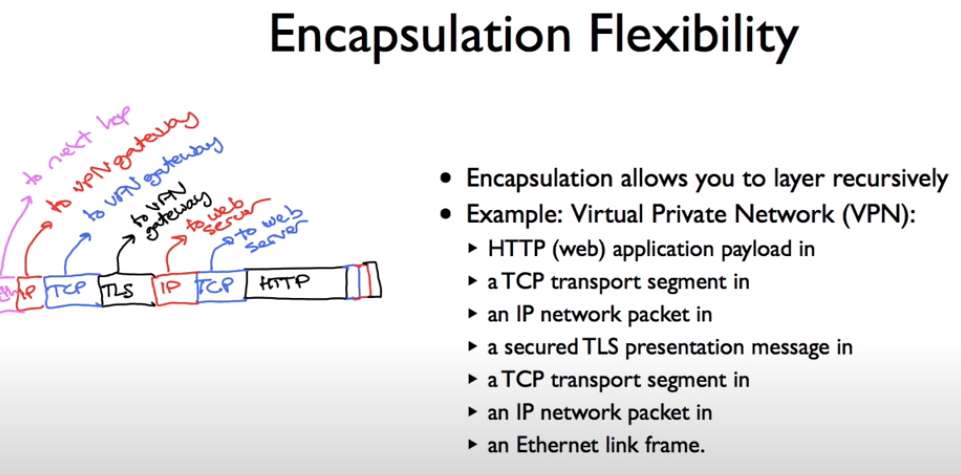 Encapsulation Flexibility
to next hop
to VPN gateway
to VPN gateway
to VPN
gateway
to web
server
to web
server
Eth IP TCP TLS IP TCP HTTP
• Encapsulation allows you to layer recursively
• Example: Virtual Private Network (VPN):
‣ HTTP (web) application payload in
‣ a TCP transport segment in
‣ an IP network packet in
‣ a secured TLS presentation message in
‣ a TCP transport segment in
‣ an IP network packet in
‣ an Ethernet link frame.